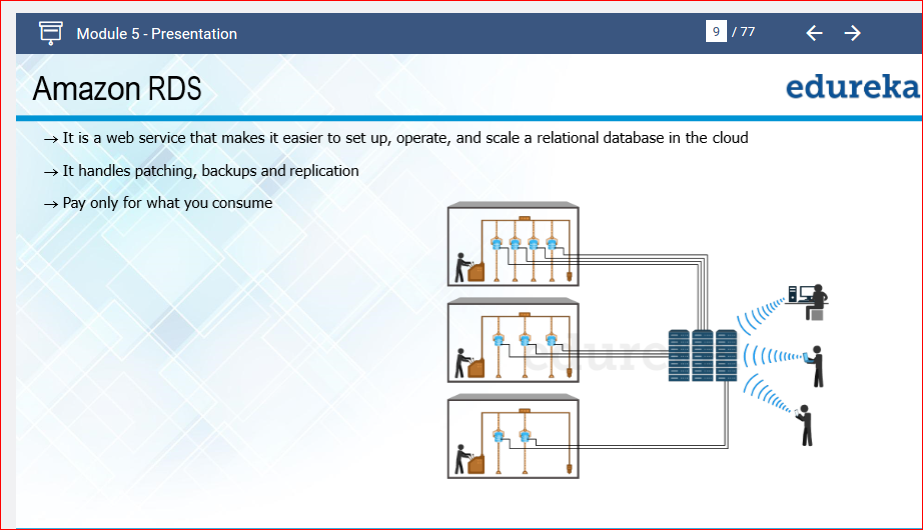 Module 5 - Presentation
9 / 77
Amazon RDS
edureka
→ It is a web service that makes it easier to set up, operate, and scale a relational database in the cloud
→ It handles patching, backups and replication
→ Pay only for what you consume
edureka